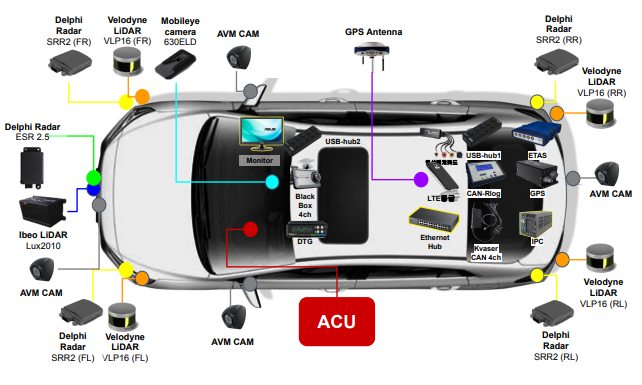 Delphi
Radar
SRR2 (FR)
Velodyne
LiDAR
VLP16 (FR)
Mobileye
camera
630ELD
AVM CAM
GPS Antenna
Delphi
Radar
SRR2 (RR)
Velodyne
LiDAR
VLP16 (RR)
Delphi Radar
ESR 2.5
Monitor
USB-hub2
USB-hub1
ETAS
Black
Box
4ch
CAN-Rlog
GPS
AVM CAM
DTG
Ethernet
Hub
Kvaser
CAN 4ch
IPC
Ibeo LiDAR
Lux2010
AVM CAM
Velodyne
LiDAR
VLP16 (RL)
Delphi
Radar
SRR2 (FL)
Velodyne
LiDAR
VLP16 (FL)
AVM CAM
ACU
Delphi
Radar
SRR2 (RL)